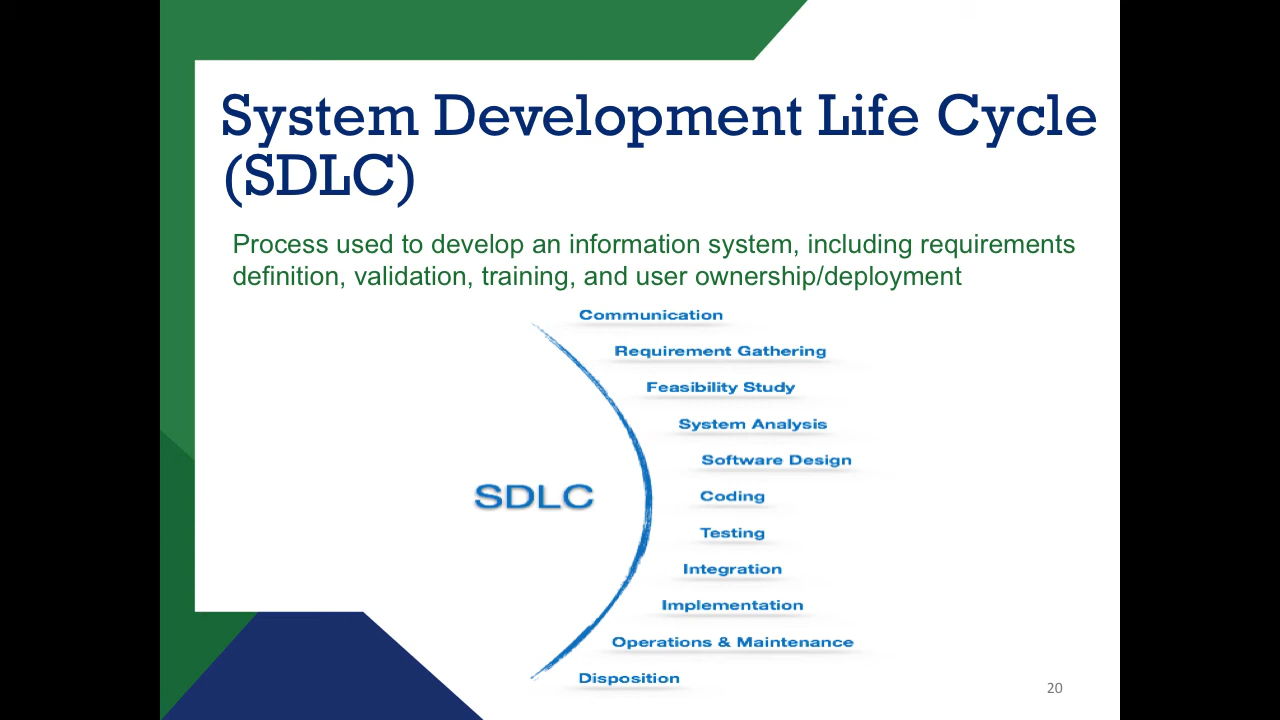 System Development Life Cycle
(SDLC)
Process used to develop an information system, including requirements
definition, validation, training, and user ownership/deployment
Communication
Requirement Gathering
Feasibility Study
System Analysis
Software Design
SDLC
Coding
Testing
Integration
Implementation
Operations & Maintenance
Disposition
20